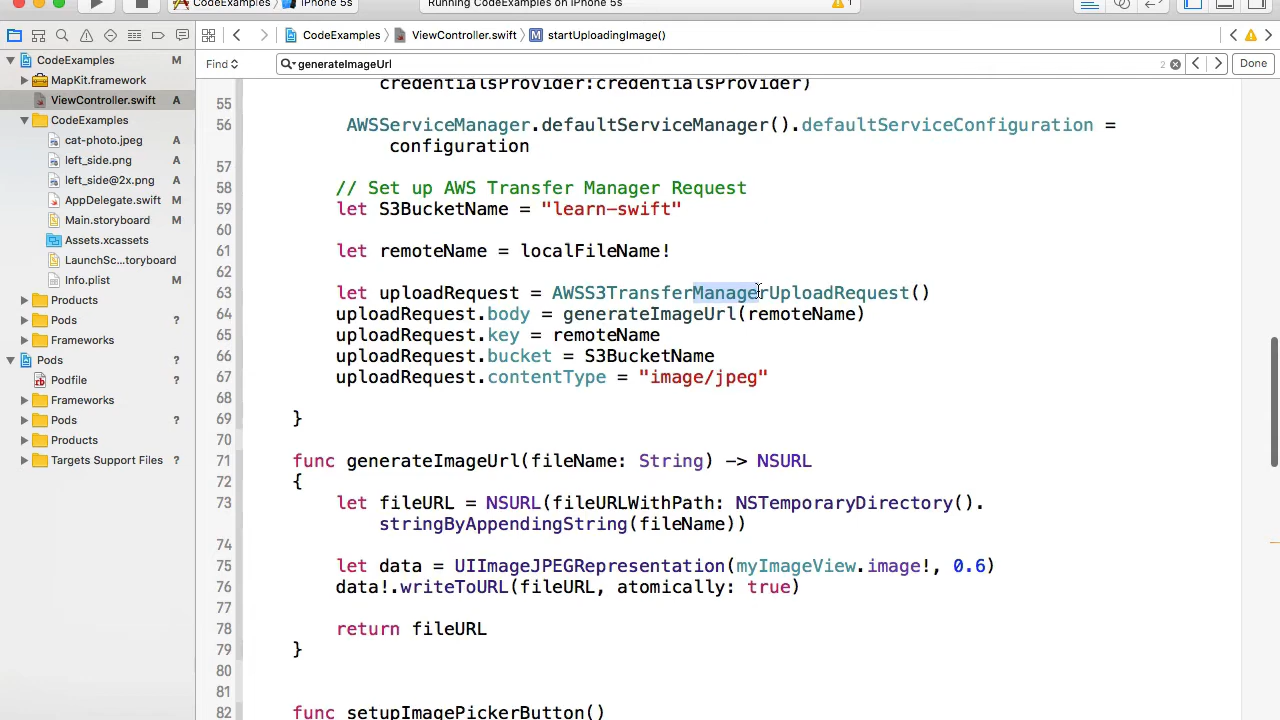 CodeExamples iPhone 5s Running CodeExamples on iPhone 5s 1
CodeExamples ViewController.swift M startUploadingImage()
Find generateImageUrl 2 Done
CodeExamples M
MapKit.framework
ViewController.swift A
CodeExamples
cat-photo.jpeg A
left_side.png A
left_side@2x.png A
AppDelegate.swift A
Main.storyboard M
Assets.xcassets
LaunchSc...toryboard
Info.plist
Products
Pods ?
Frameworks
Pods
Podfile
Frameworks
Pods ?
Products
Targets Support Files ?
credentialsProvider:credentialsProvider)
55
56 AWSServiceManager.defaultServiceManager().defaultServiceConfiguration =
configuration
57
58 // Set up AWS Transfer Manager Request
59 let S3BucketName = "learn-swift"
60
61 let remoteName = localFileName!
62
63 let uploadRequest = AWSS3TransferManagerUploadRequest()
64 uploadRequest.body = generateImageUrl(remoteName)
65 uploadRequest.key = remoteName
66 uploadRequest.bucket = S3BucketName
67 uploadRequest.contentType = "image/jpeg"
68
69 }
70
71 func generateImageUrl(fileName: String) -> NSURL
72 {
73 let fileURL = NSURL(fileURLWithPath: NSTemporaryDirectory().
stringByAppendingString(fileName))
74
75 let data = UIImageJPEGRepresentation(myImageView.image!, 0.6)
76 data!.writeToURL(fileURL, atomically: true)
77
78 return fileURL
79 }
80
81
82 func setupImagePickerButton()